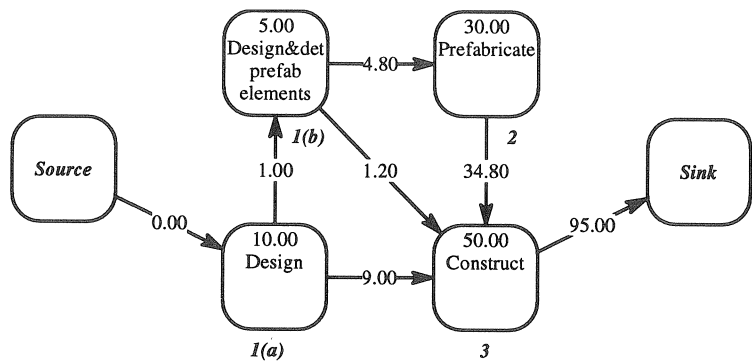 5.00
Design&det
prefab
elements
30.00
Prefabricate
4.80
1(b)
2
Source
1.00
1.20
34.80
Sink
0.00
95.00
10.00
Design
50.00
Construct
9.00
1(a)
3